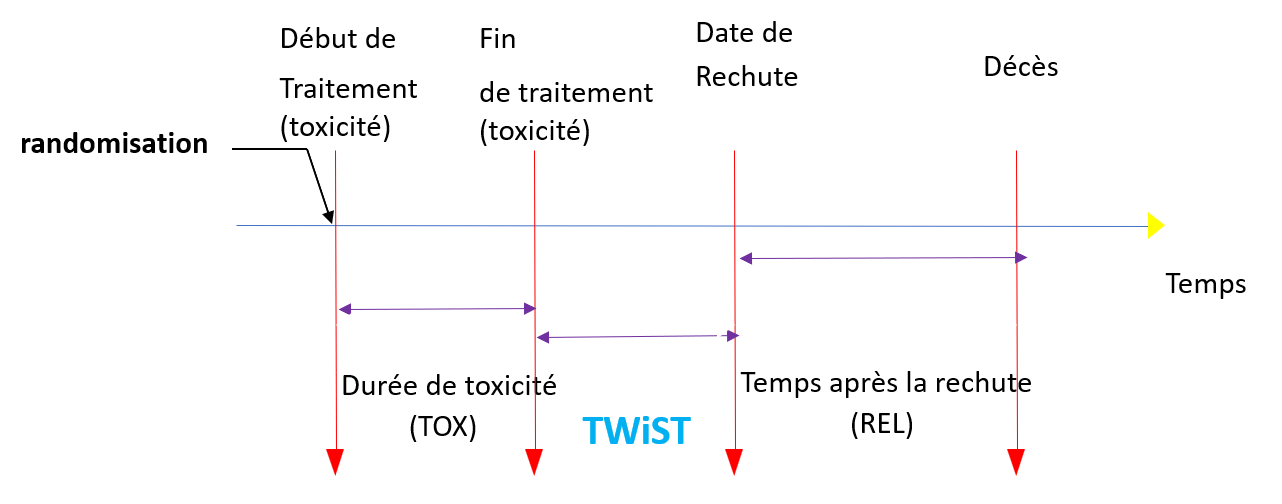 Début de
Traitement
(toxicité)
Fin
de traitement
(toxicité)
Date de
Rechute
Décès
randomisation
Temps
Durée de toxicité
(TOX)
TWiST
Temps après la rechute
(REL)